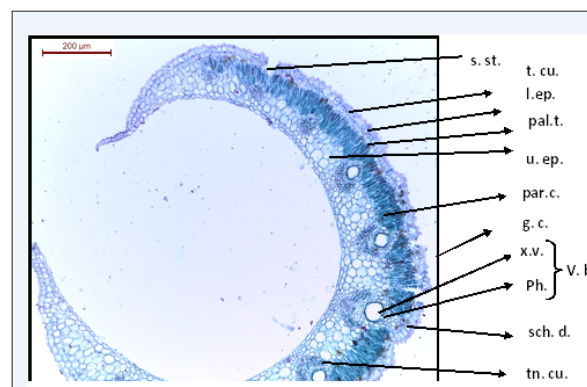 200 µm
s. st.
t. cu.
l.ep.
pal.t.
u. ep.
par.c.
g. c.
x.v.
V. b
Ph.
sch. d.
tn. cu.